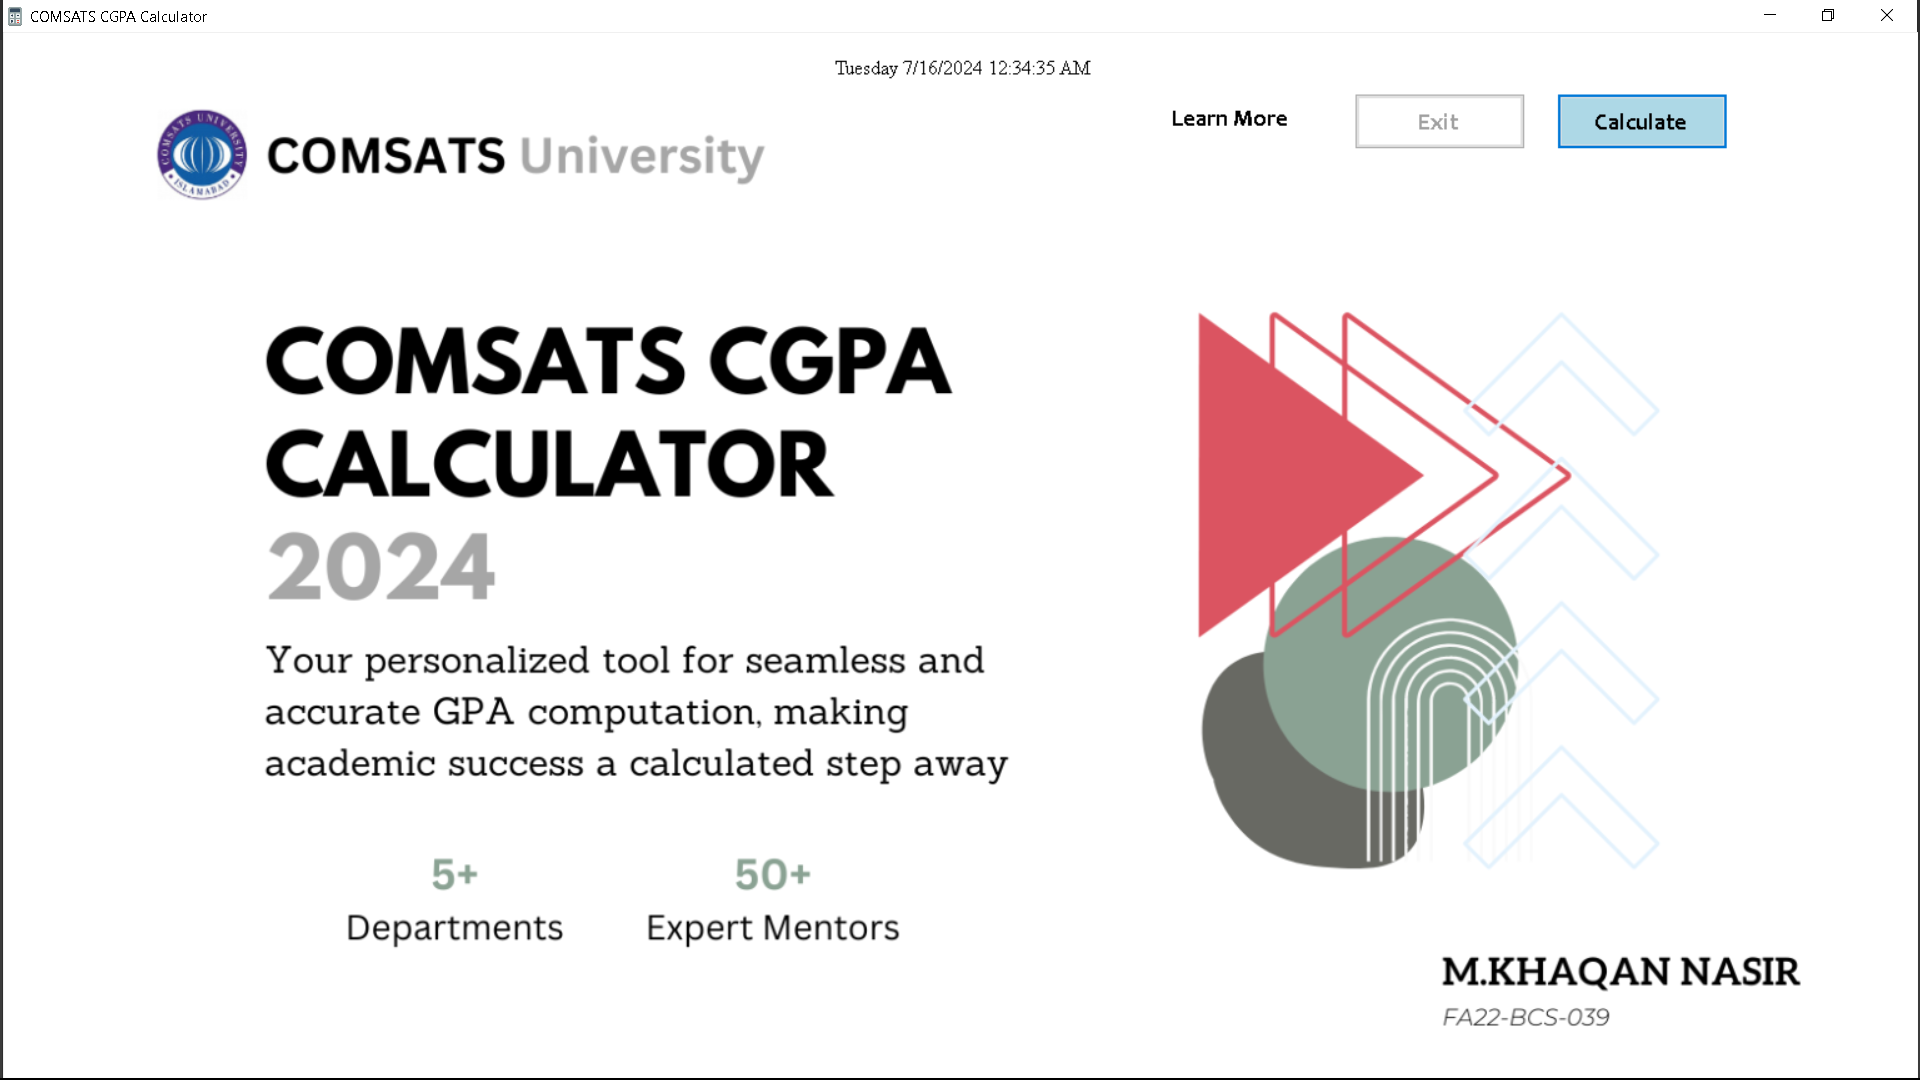 COMSATS CGPA Calculator
Tuesday 7/16/2024 12:34:35 AM
Learn More
Exit
Calculate
COMSATS UNIVERSITY
ISLAMABAD
COMSATS University
COMSATS CGPA
CALCULATOR
2024
Your personalized tool for seamless and
accurate GPA computation, making
academic success a calculated step away
5+
Departments
50+
Expert Mentors
M.KHAQAN NASIR
FA22-BCS-039